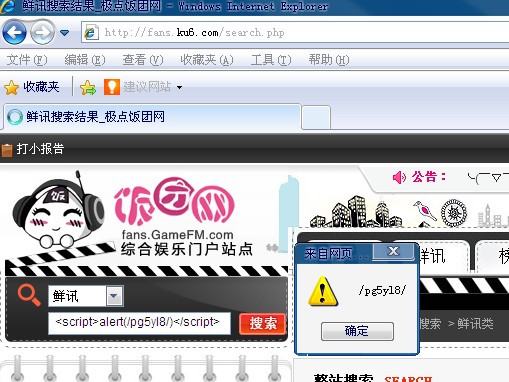 鲜讯搜索结果_极点饭团网 - Windows Internet Explorer
http://fans.ku6.com/search.php
文件(F) 编辑(E) 查看(V) 收藏夹(A) 工具(T) 帮助(H)
收藏夹 建议网站
鲜讯搜索结果_极点饭团网
打小报告
公告：
饭
饭团网
fans.GameFM.com
综合娱乐门户站点
来自网页
/pg5yl8/
确定
鲜讯
<script>alert(/pg5yl8/)</script>
搜索
搜索 > 鲜讯类
整站搜索 SEARCH